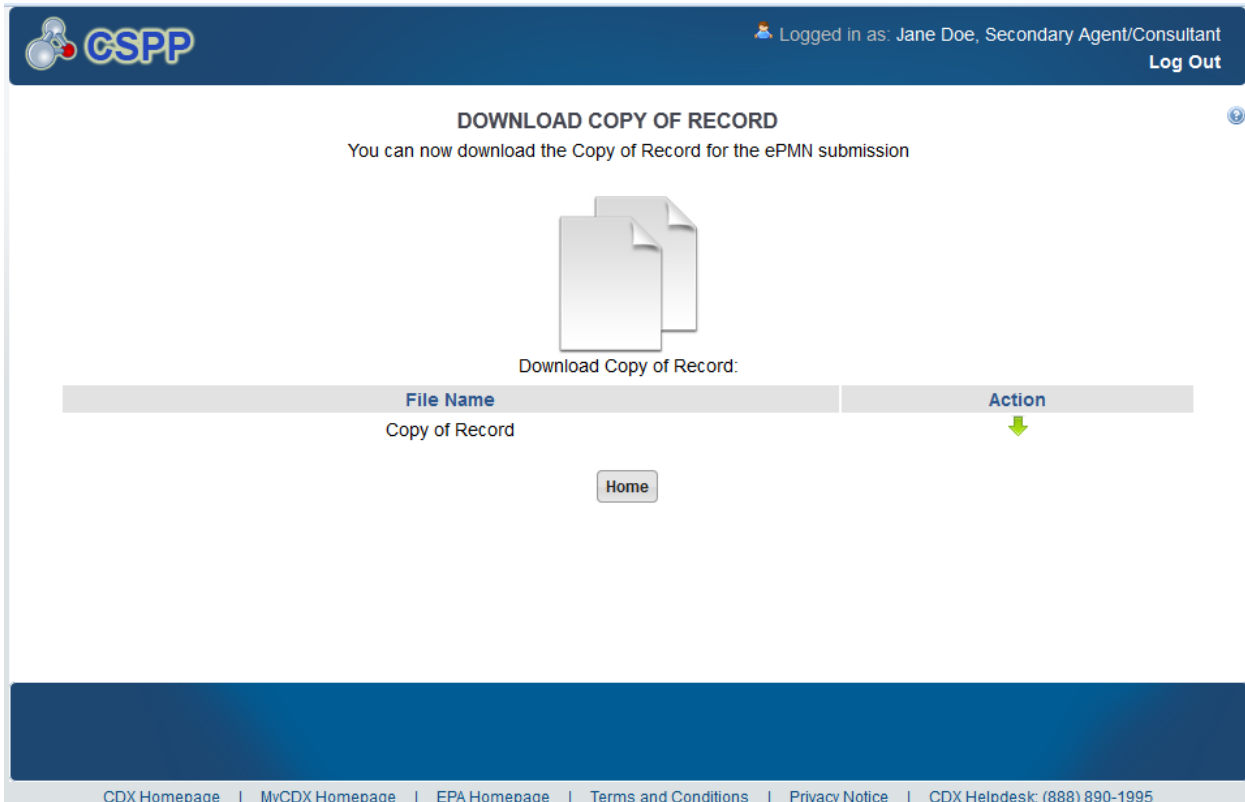 CSPP
Logged in as: Jane Doe, Secondary Agent/Consultant
Log Out
DOWNLOAD COPY OF RECORD
You can now download the Copy of Record for the ePMN submission
Download Copy of Record:
File Name Action
Copy of Record
Home
CDX Homepage | MyCDX Homepage | EPA Homepage | Terms and Conditions | Privacy Notice | CDX Helpdesk: (888) 890-1995